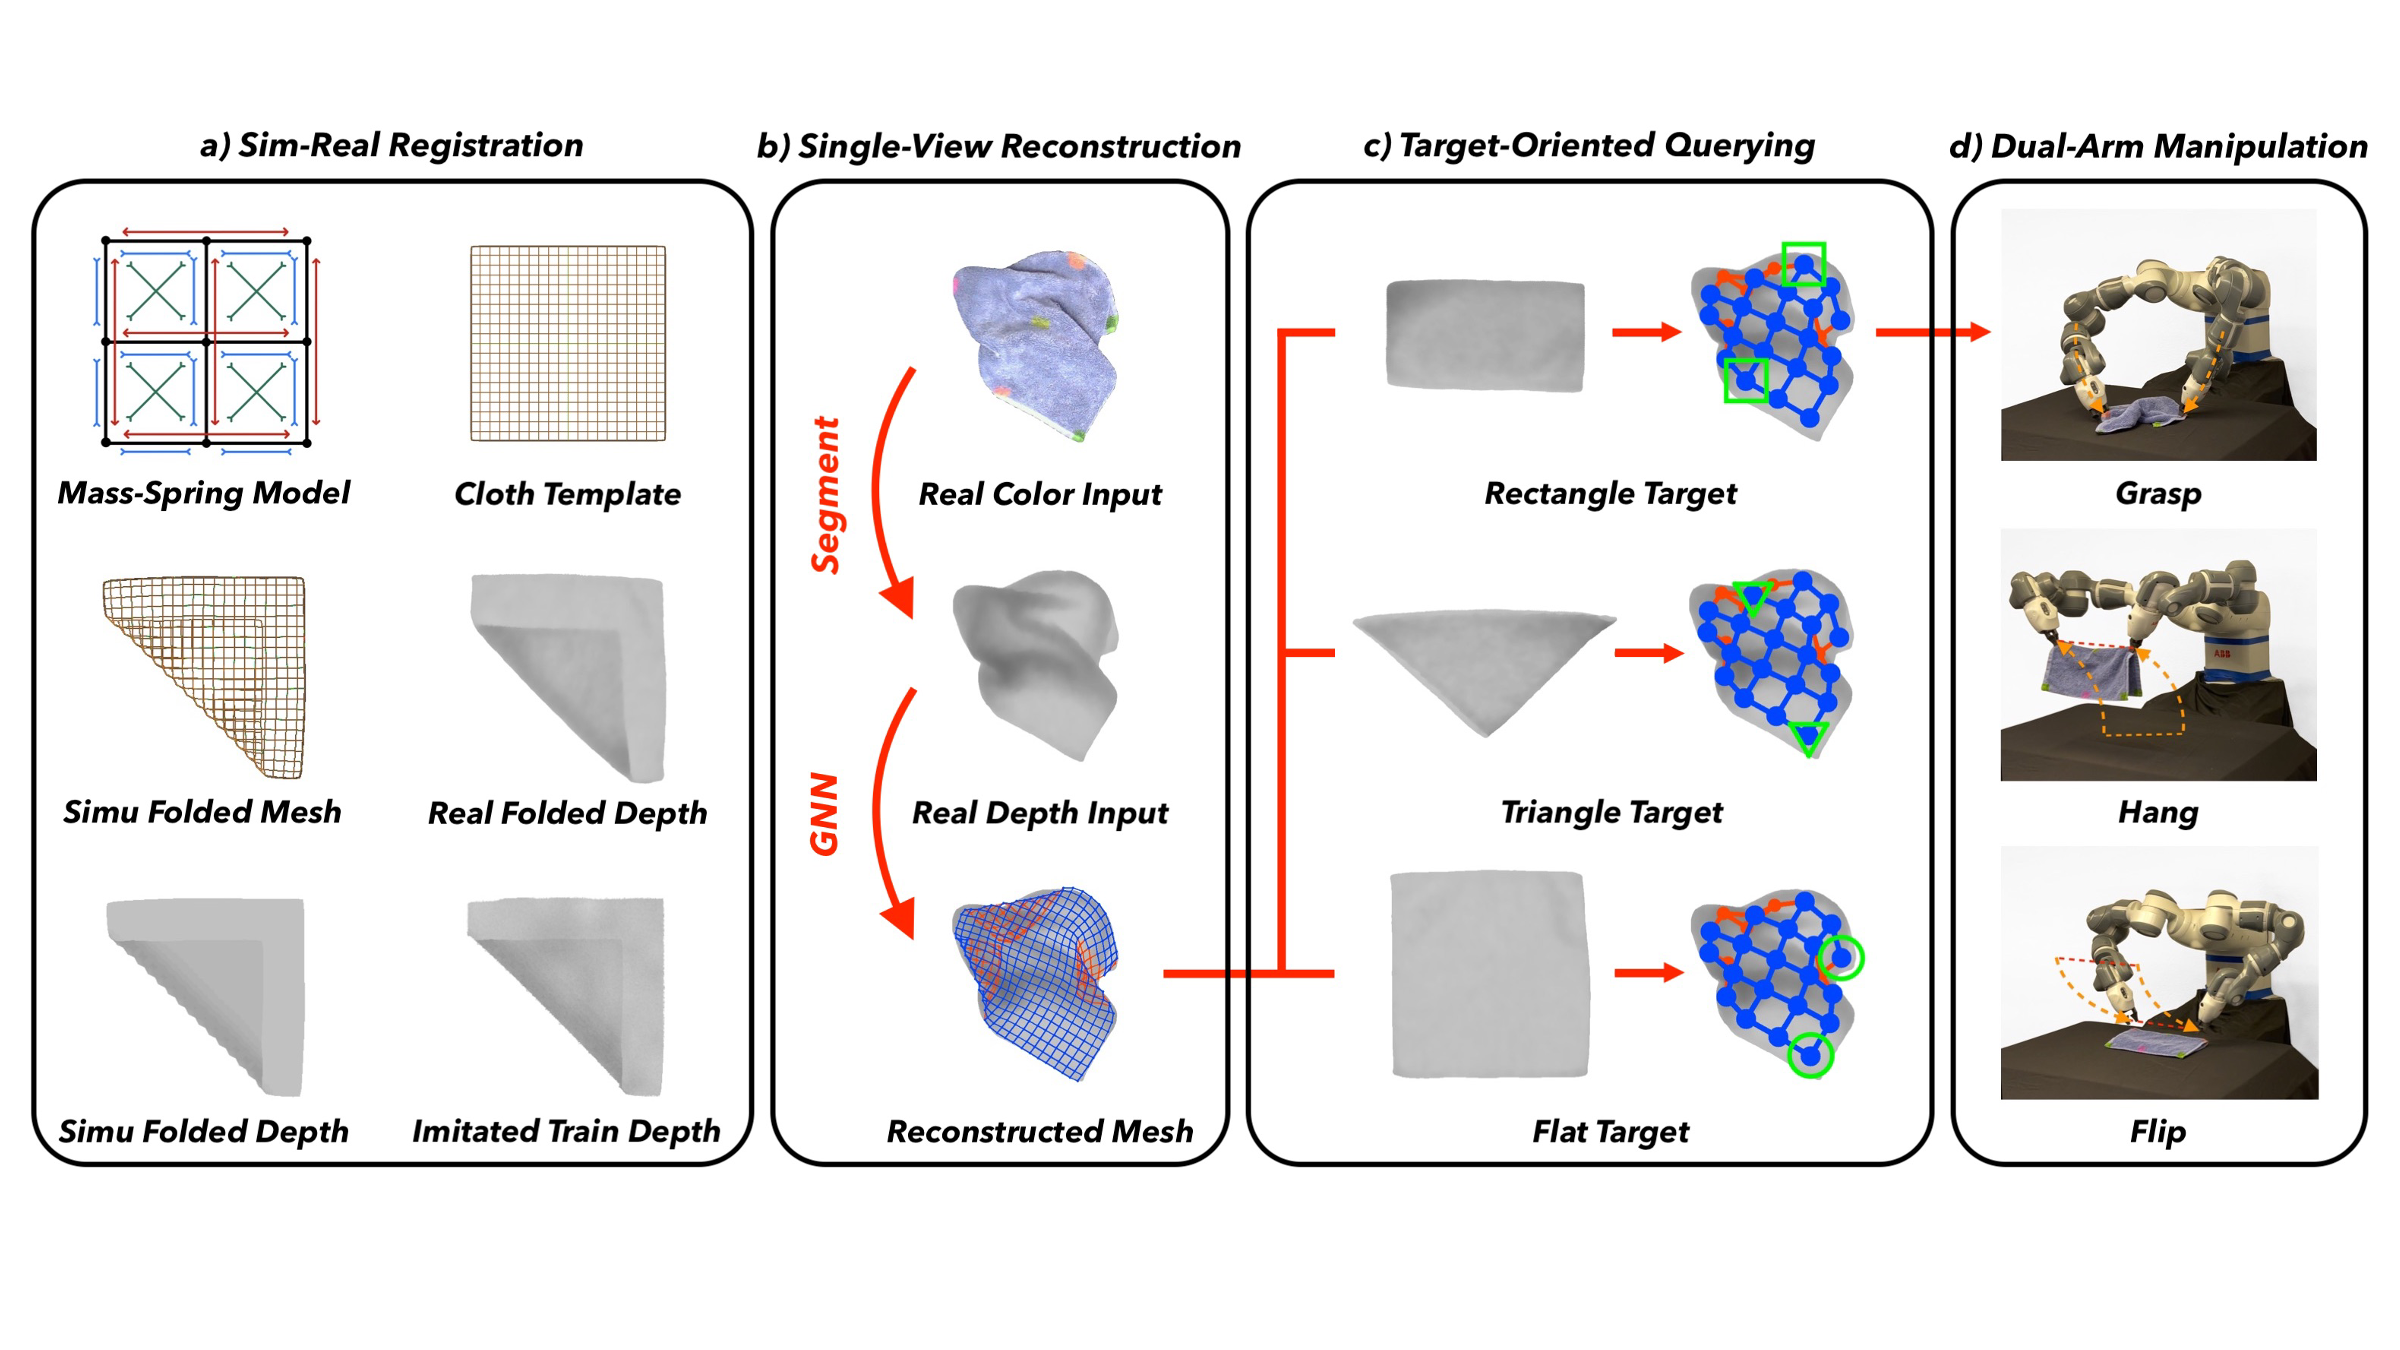 a) Sim-Real Registration
Mass-Spring Model
Cloth Template
Simu Folded Mesh
Real Folded Depth
Simu Folded Depth
Imitated Train Depth
b) Single-View Reconstruction
Segment
Real Color Input
GNN
Real Depth Input
Reconstructed Mesh
c) Target-Oriented Querying
Rectangle Target
Triangle Target
Flat Target
d) Dual-Arm Manipulation
Grasp
ABB
Hang
Flip